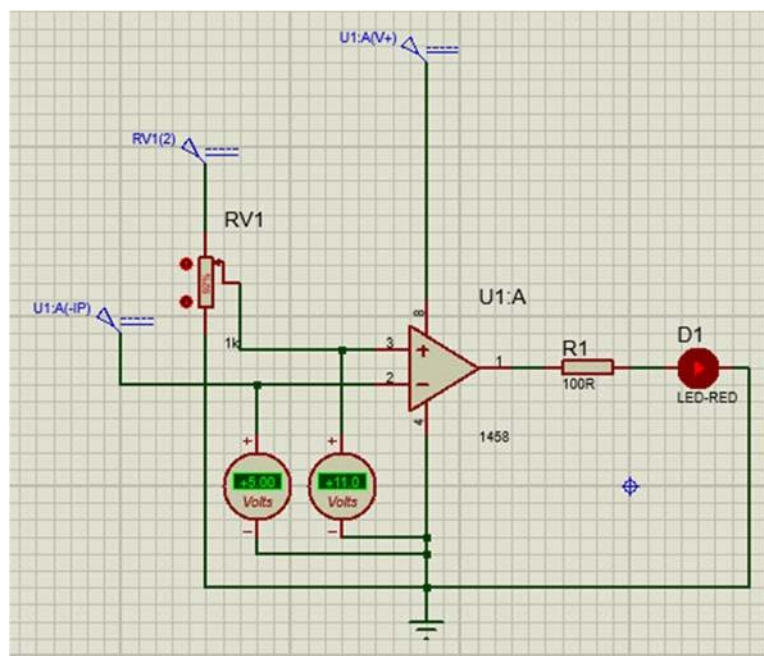 U1:A(V+)
RV1(2)
RV1
U1:A(-IP)
U1:A
8
1k
3
+
1
2
−
4
R1
100R
D1
LED-RED
1458
+
+
+5.00
+11.0
Volts
Volts
−
−